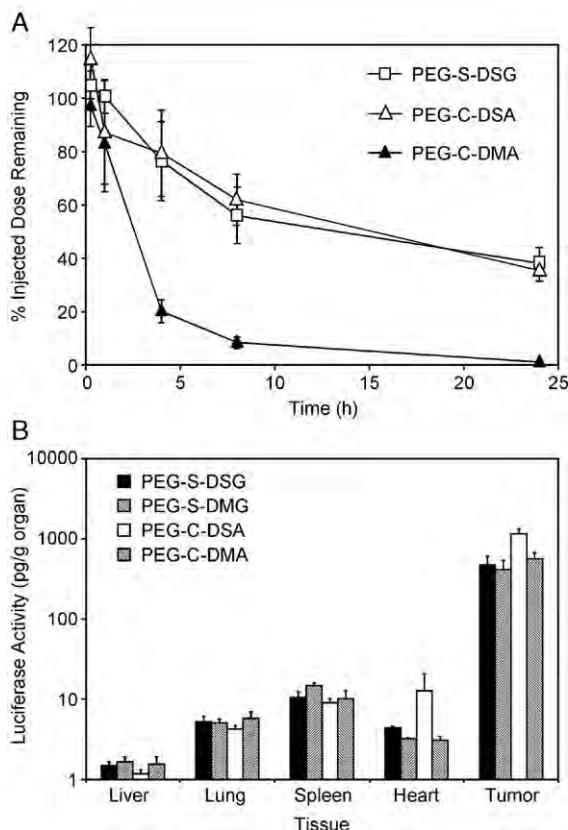 A
120
100
80
60
40
20
0
% Injected Dose Remaining
PEG-S-DSG
PEG-C-DSA
PEG-C-DMA
0 5 10 15 20 25
Time (h)
B
10000
1000
100
10
1
Luciferase Activity (pg/g organ)
PEG-S-DSG
PEG-S-DMG
PEG-C-DSA
PEG-C-DMA
Liver Lung Spleen Heart Tumor
Tissue